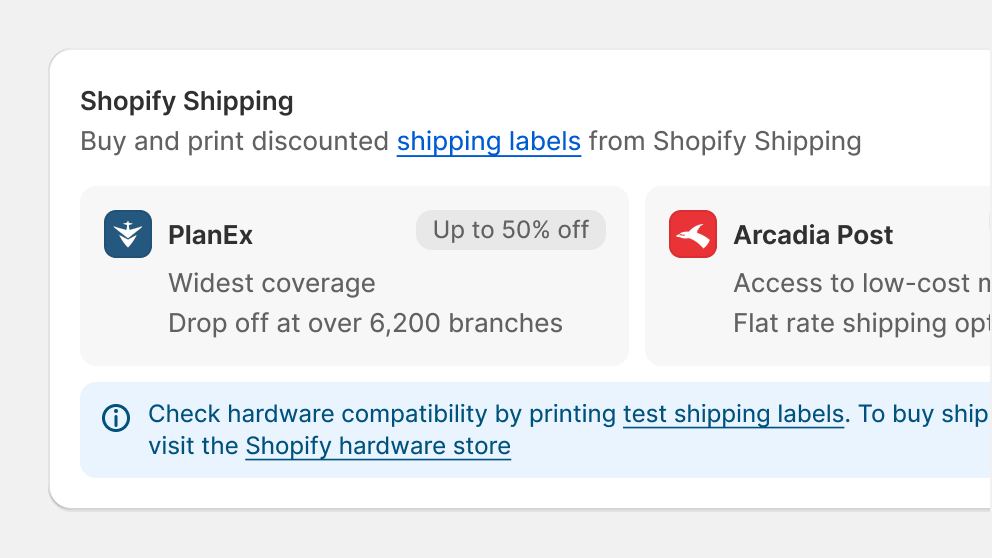 Shopify Shipping
Buy and print discounted shipping labels from Shopify Shipping
PlanEx
Up to 50% off
Widest coverage
Drop off at over 6,200 branches
Arcadia Post
Access to low-cost
Flat rate shipping
Check hardware compatibility by printing test shipping labels. To buy
visit the Shopify hardware store